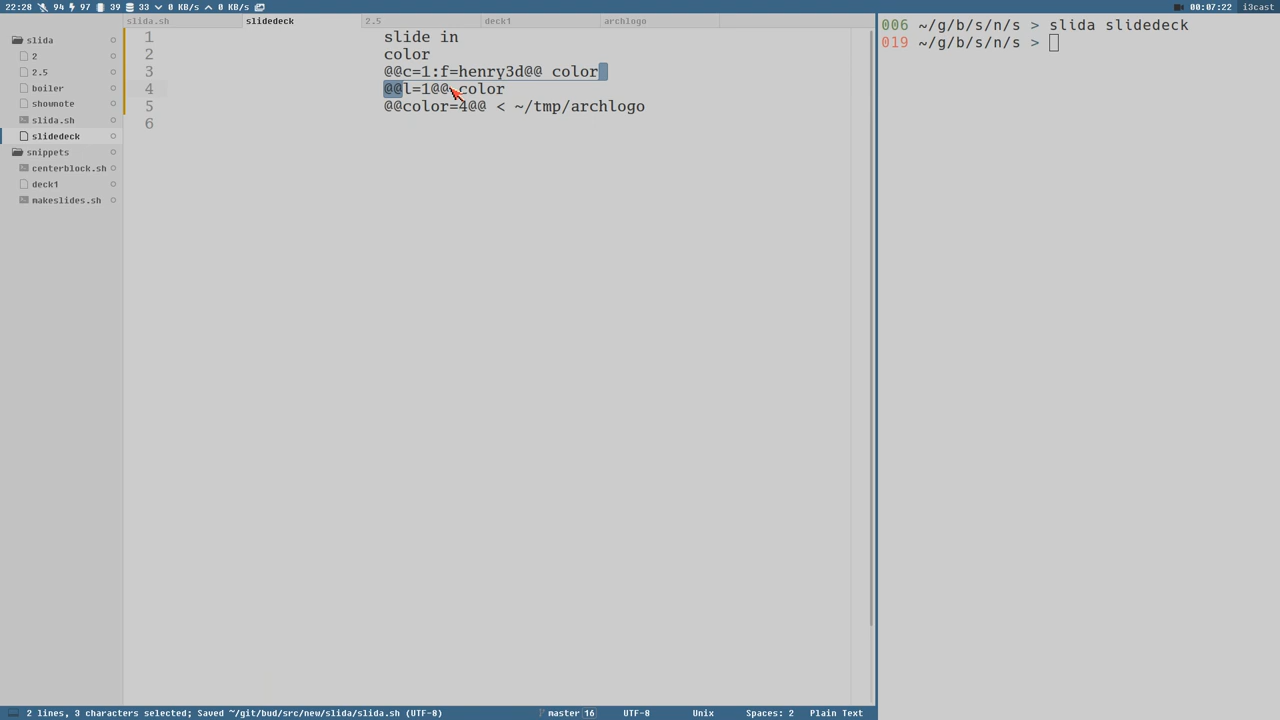 22:28 94 97 39 33 0 KB/s 0 KB/s 00:07:22 i3cast
slida.sh slidedeck 2.5 deck1 archlogo
slida
2
2.5
boiler
shownote
slida.sh
slidedeck
snippets
centerblock.sh
deck1
makeslides.sh
1 slide in
2 color
3 @@c=1:f=henry3d@@ color
4 @@l=1@@ color
5 @@color=4@@ < ~/tmp/archlogo
6
006 ~/g/b/s/n/s > slida slidedeck
019 ~/g/b/s/n/s >
2 lines, 3 characters selected; Saved ~/git/bud/src/new/slida/slida.sh (UTF-8) master 16 UTF-8 Unix Spaces: 2 Plain Text